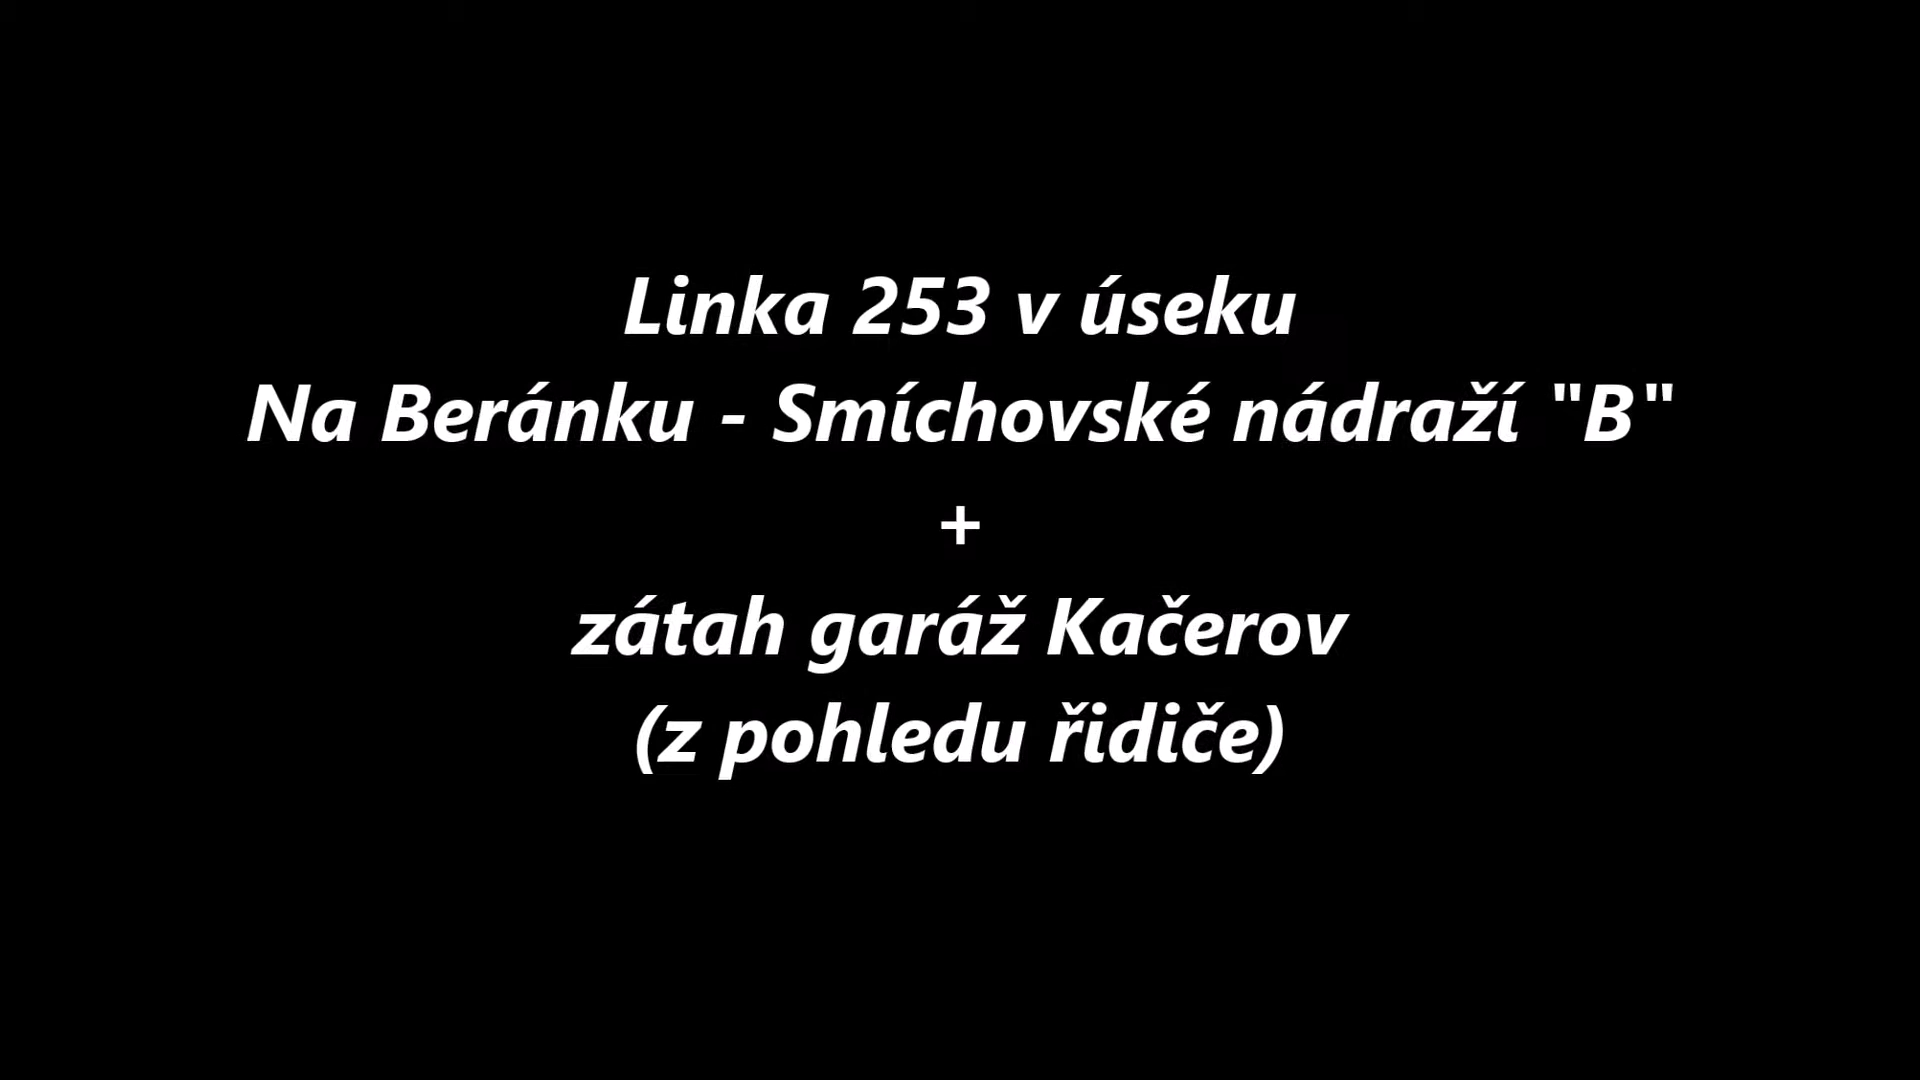 Linka 253 v úseku
Na Beránku - Smíchovské nádraží "B"
+
zátah garáž Kačerov
(z pohledu řidiče)